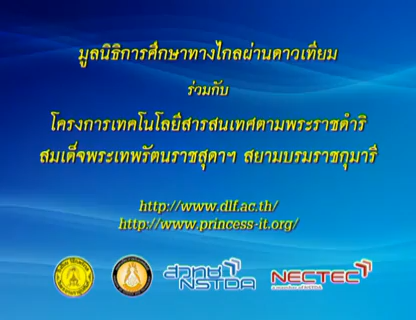 มูลนิธิการศึกษาทางไกลผ่านดาวเทียม
ร่วมกับ
โครงการเทคโนโลยีสารสนเทศตามพระราชดำริ
สมเด็จพระเทพรัตนราชสุดาฯ สยามบรมราชกุมารี
http://www.dlf.ac.th/
http://www.princess-it.org/
สวทช
NSTDA
NECTEC
a member of NSTDA